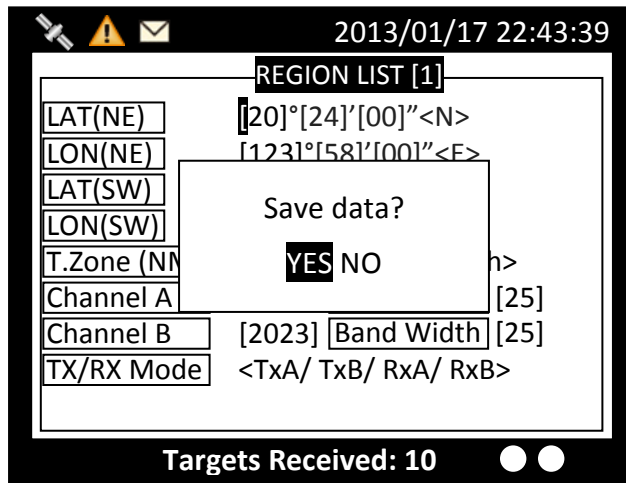 2013/01/17 22:43:39
REGION LIST [1]
LAT(NE) [20]°[24]’[00]”<N>
LON(NE) [123]°[58]’[00]”<E>
LAT(SW)
LON(SW)
Save data?
YES NO
T.Zone (NM h>
Channel A [25]
Channel B [2023] Band Width [25]
TX/RX Mode <TxA/ TxB/ RxA/ RxB>
Targets Received: 10